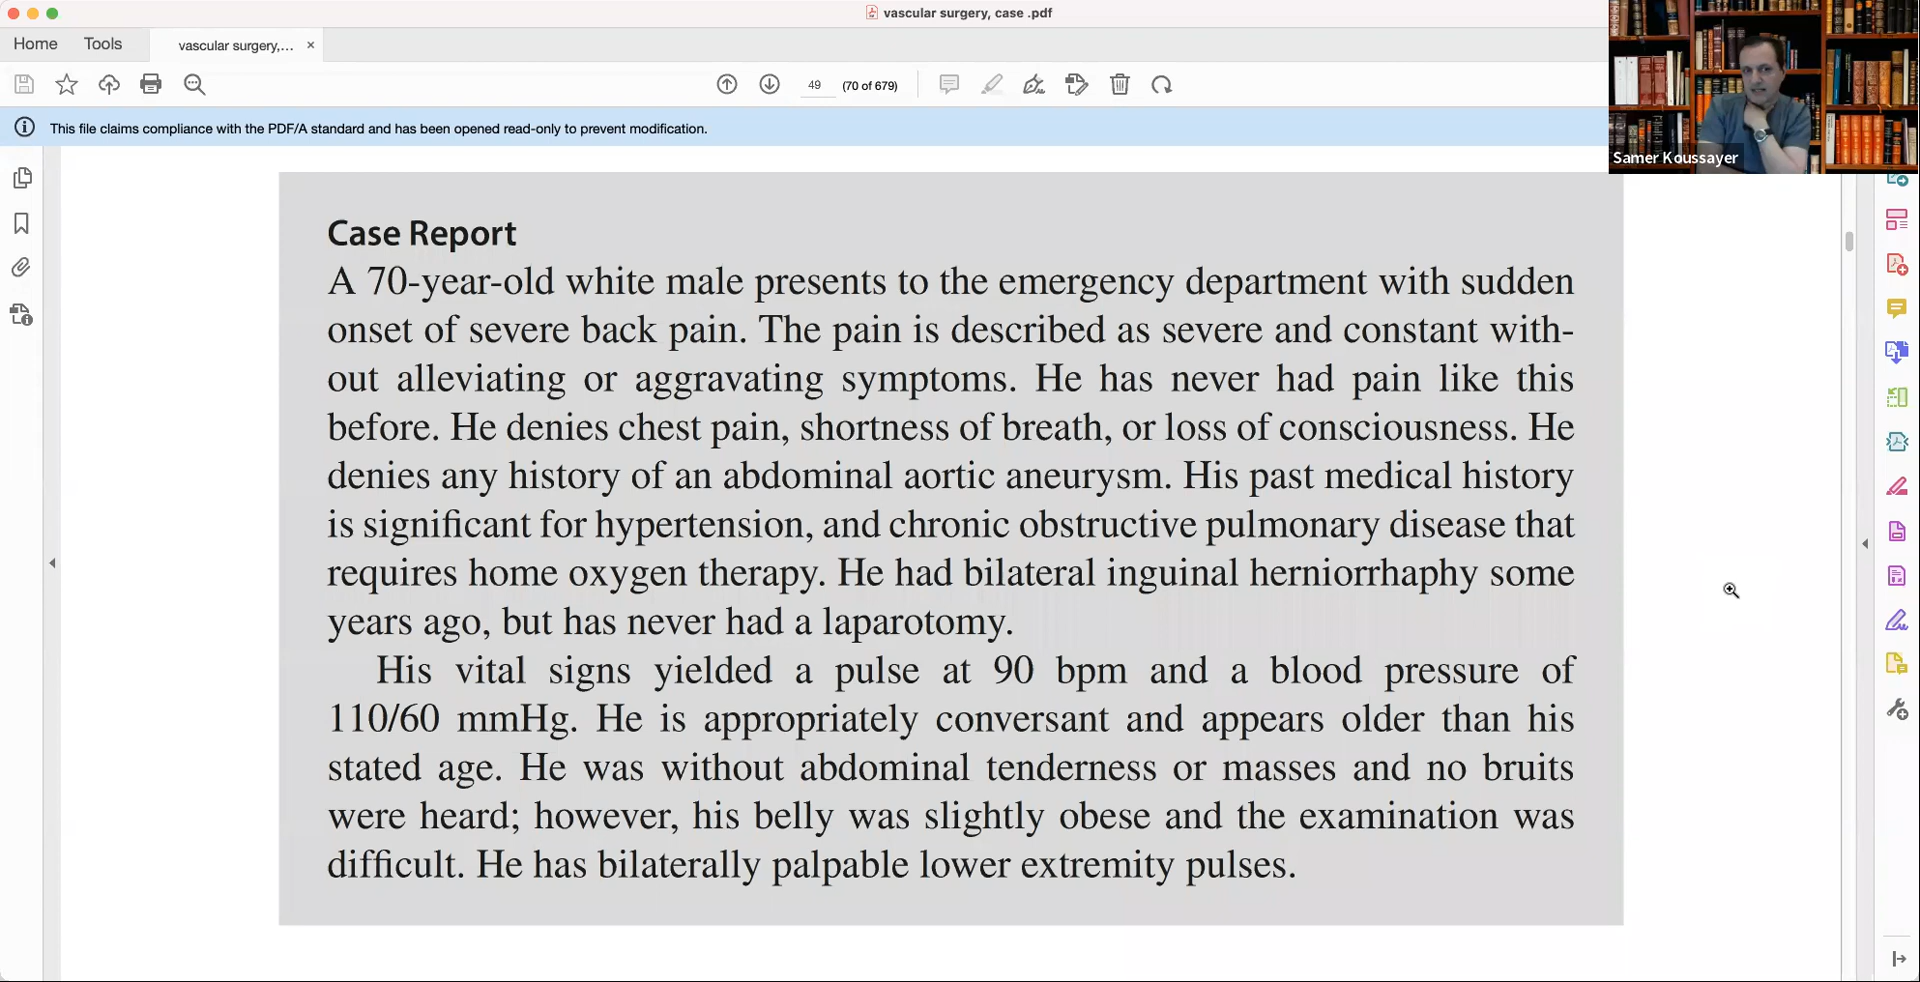 vascular surgery, case .pdf
Home
Tools
vascular surgery,... ×
49 (70 of 679)
This file claims compliance with the PDF/A standard and has been opened read-only to prevent modification.
Samer Koussayer
Case Report
A 70-year-old white male presents to the emergency department with sudden
onset of severe back pain. The pain is described as severe and constant with-
out alleviating or aggravating symptoms. He has never had pain like this
before. He denies chest pain, shortness of breath, or loss of consciousness. He
denies any history of an abdominal aortic aneurysm. His past medical history
is significant for hypertension, and chronic obstructive pulmonary disease that
requires home oxygen therapy. He had bilateral inguinal herniorrhaphy some
years ago, but has never had a laparotomy.
His vital signs yielded a pulse at 90 bpm and a blood pressure of
110/60 mmHg. He is appropriately conversant and appears older than his
stated age. He was without abdominal tenderness or masses and no bruits
were heard; however, his belly was slightly obese and the examination was
difficult. He has bilaterally palpable lower extremity pulses.